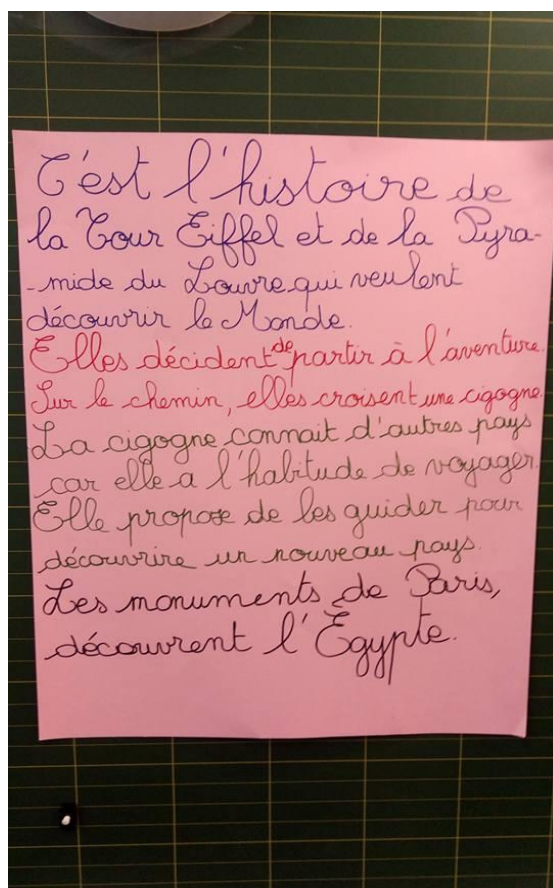 C'est l'histoire de
la Tour Eiffel et de la Pyra-
-mide du Louvre qui veulent
découvrir le Monde.
Elles décident de partir à l'aventure.
Sur le chemin, elles croisent une cigogne.
La cigogne connait d'autres pays
car elle a l'habitude de voyager.
Elle propose de les guider pour
découvrire un nouveau pays.
Les monuments de Paris,
découvrent l'Égypte.